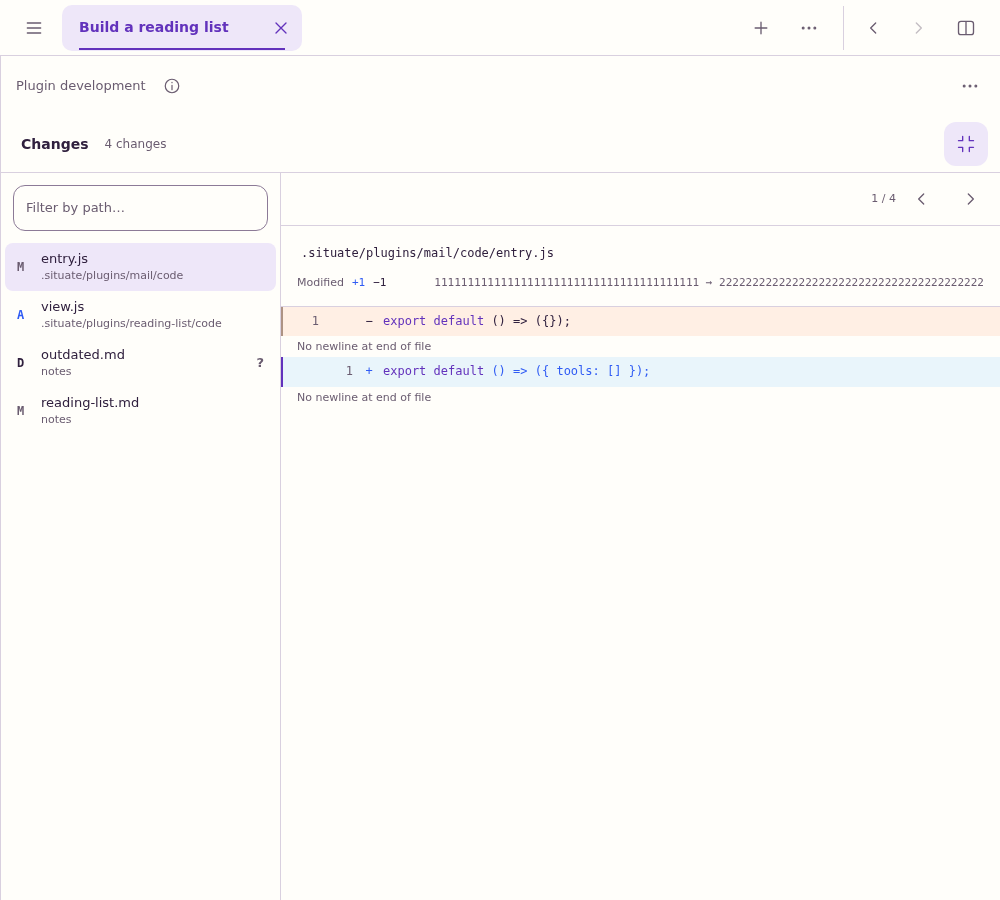 Build a reading list
Plugin development
Changes 4 changes
Filter by path…
1 / 4
M entry.js
.situate/plugins/mail/code
A view.js
.situate/plugins/reading-list/code
D outdated.md ?
notes
M reading-list.md
notes
.situate/plugins/mail/code/entry.js
Modified +1 −1 1111111111111111111111111111111111111111 → 2222222222222222222222222222222222222222
1 − export default () => ({});
No newline at end of file
1 + export default () => ({ tools: [] });
No newline at end of file